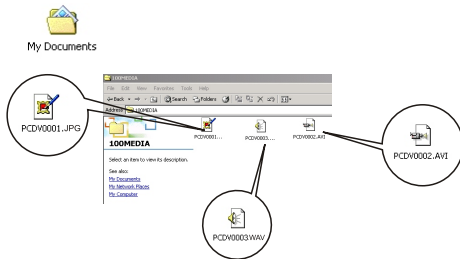 My Documents
100MEDIA
File Edit View Favorites Tools Help
Back Search Folders
Address 100MEDIA
PCDV0001.JPG
PCDV0001... PCDV0003.... PCDV0002.AVI
PCDV0002.AVI
100MEDIA
Select an item to view its description.
See also:
My Documents
My Network Places
My Computer
PCDV0003.WAV